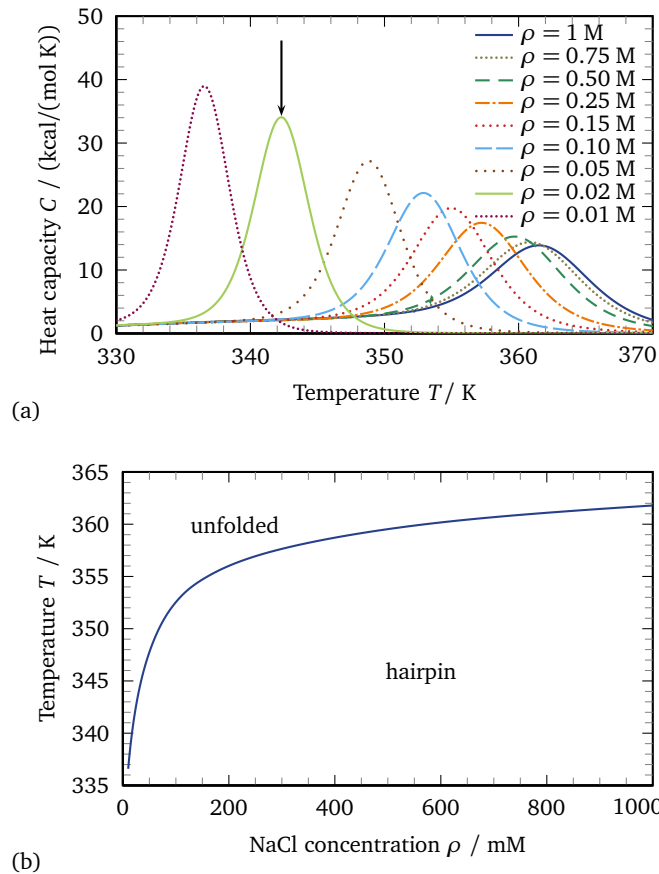 50
40
30
20
10
0
330
340
350
360
370
Heat capacity C / (kcal/(mol K))
Temperature T / K
ρ = 1 M
ρ = 0.75 M
ρ = 0.50 M
ρ = 0.25 M
ρ = 0.15 M
ρ = 0.10 M
ρ = 0.05 M
ρ = 0.02 M
ρ = 0.01 M
(a)
365
360
355
350
345
340
335
0
200
400
600
800
1000
Temperature T / K
unfolded
hairpin
NaCl concentration ρ / mM
(b)